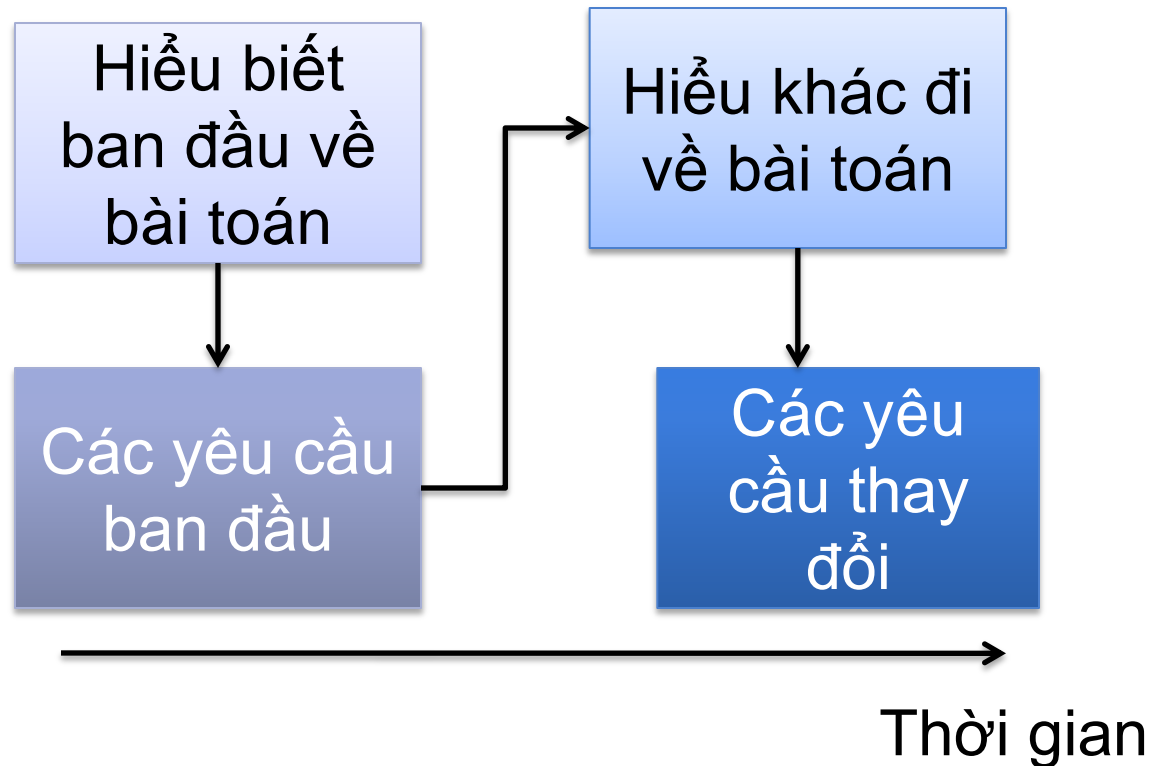 Hiểu biết
ban đầu về
bài toán
Các yêu cầu
ban đầu
Hiểu khác đi
về bài toán
Các yêu
cầu thay
đổi
Thời gian